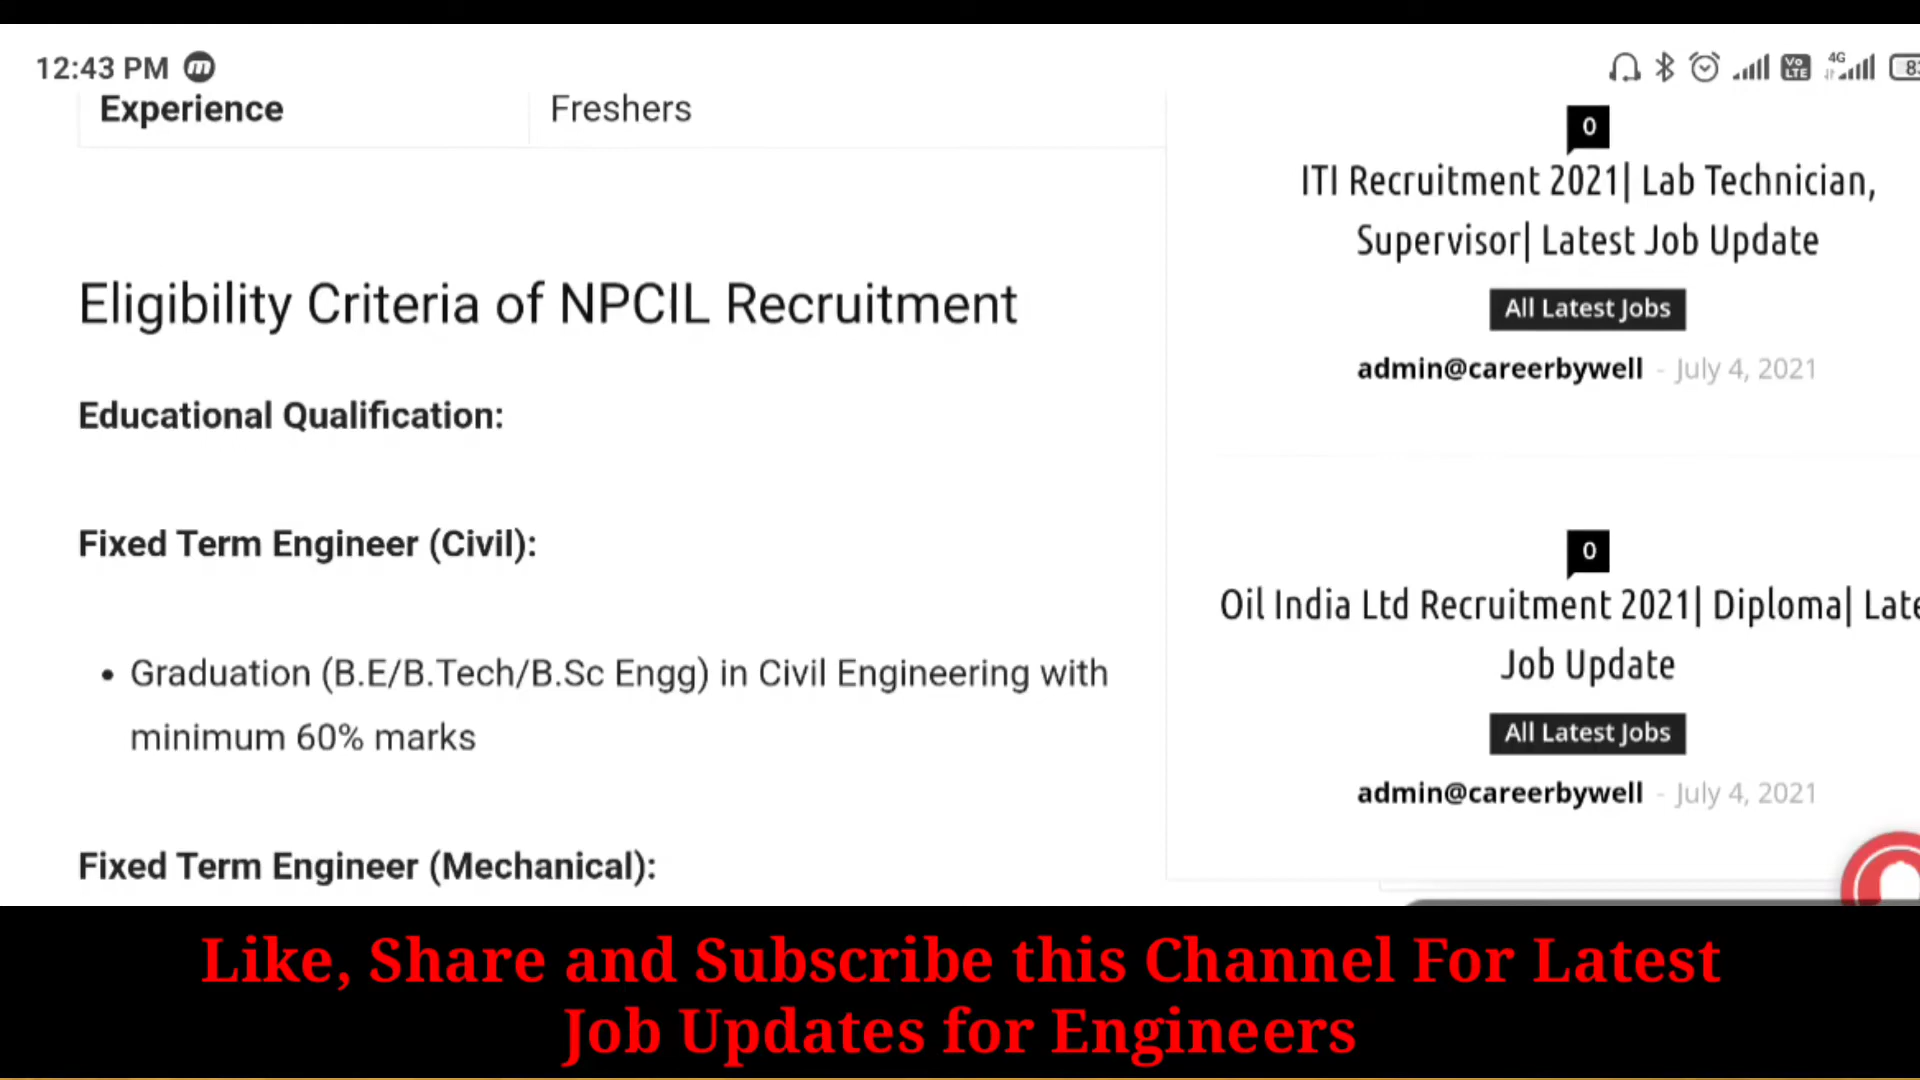 12:43 PM
Vo LTE 4G
Experience Freshers
Eligibility Criteria of NPCIL Recruitment
Educational Qualification:
Fixed Term Engineer (Civil):
• Graduation (B.E/B.Tech/B.Sc Engg) in Civil Engineering with
minimum 60% marks
Fixed Term Engineer (Mechanical):
0
ITI Recruitment 2021| Lab Technician,
Supervisor| Latest Job Update
All Latest Jobs
admin@careerbywell - July 4, 2021
0
Oil India Ltd Recruitment 2021| Diploma|
Job Update
All Latest Jobs
admin@careerbywell - July 4, 2021
Like, Share and Subscribe this Channel For Latest
Job Updates for Engineers